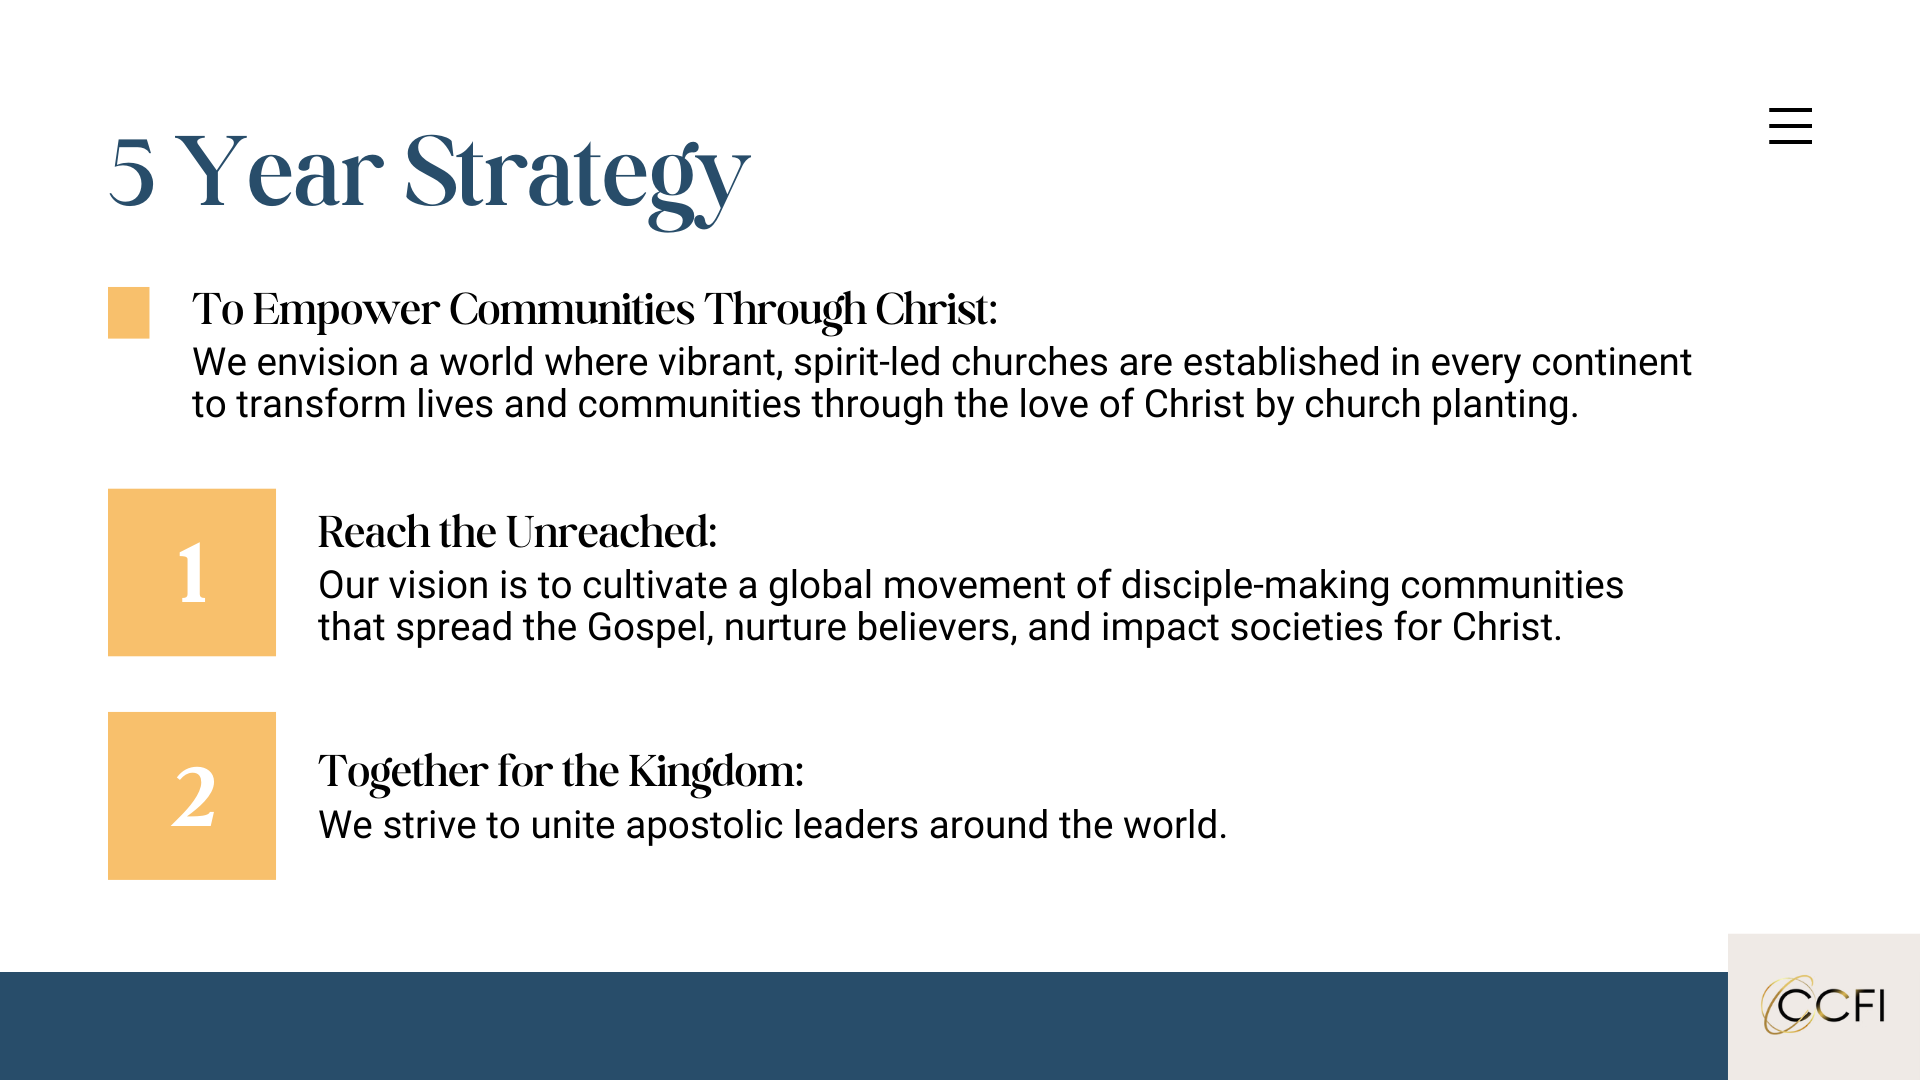 5 Year Strategy
To Empower Communities Through Christ:
We envision a world where vibrant, spirit-led churches are established in every continent
to transform lives and communities through the love of Christ by church planting.
1
Reach the Unreached:
Our vision is to cultivate a global movement of disciple-making communities
that spread the Gospel, nurture believers, and impact societies for Christ.
2
Together for the Kingdom:
We strive to unite apostolic leaders around the world.
CCFI